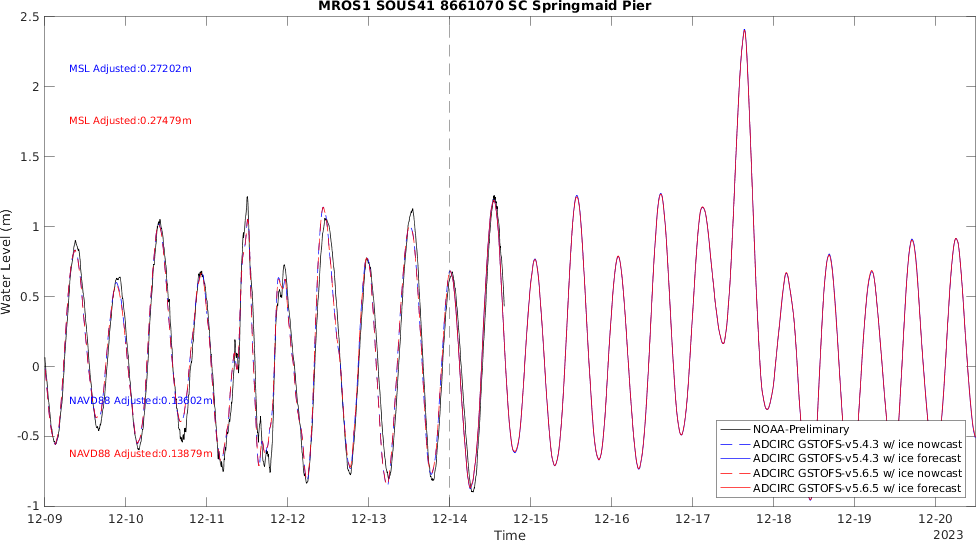 MROS1 SOUS41 8661070 SC Springmaid Pier
2.5
2
1.5
1
0.5
0
-0.5
-1
Water Level (m)
MSL Adjusted:0.27202m
MSL Adjusted:0.27479m
NAVD88 Adjusted:0.13602m
NAVD88 Adjusted:0.13879m
NOAA-Preliminary
ADCIRC GSTOFS-v5.4.3 w/ ice nowcast
ADCIRC GSTOFS-v5.4.3 w/ ice forecast
ADCIRC GSTOFS-v5.6.5 w/ ice nowcast
ADCIRC GSTOFS-v5.6.5 w/ ice forecast
12-09 12-10 12-11 12-12 12-13 12-14 12-15 12-16 12-17 12-18 12-19 12-20
Time
2023